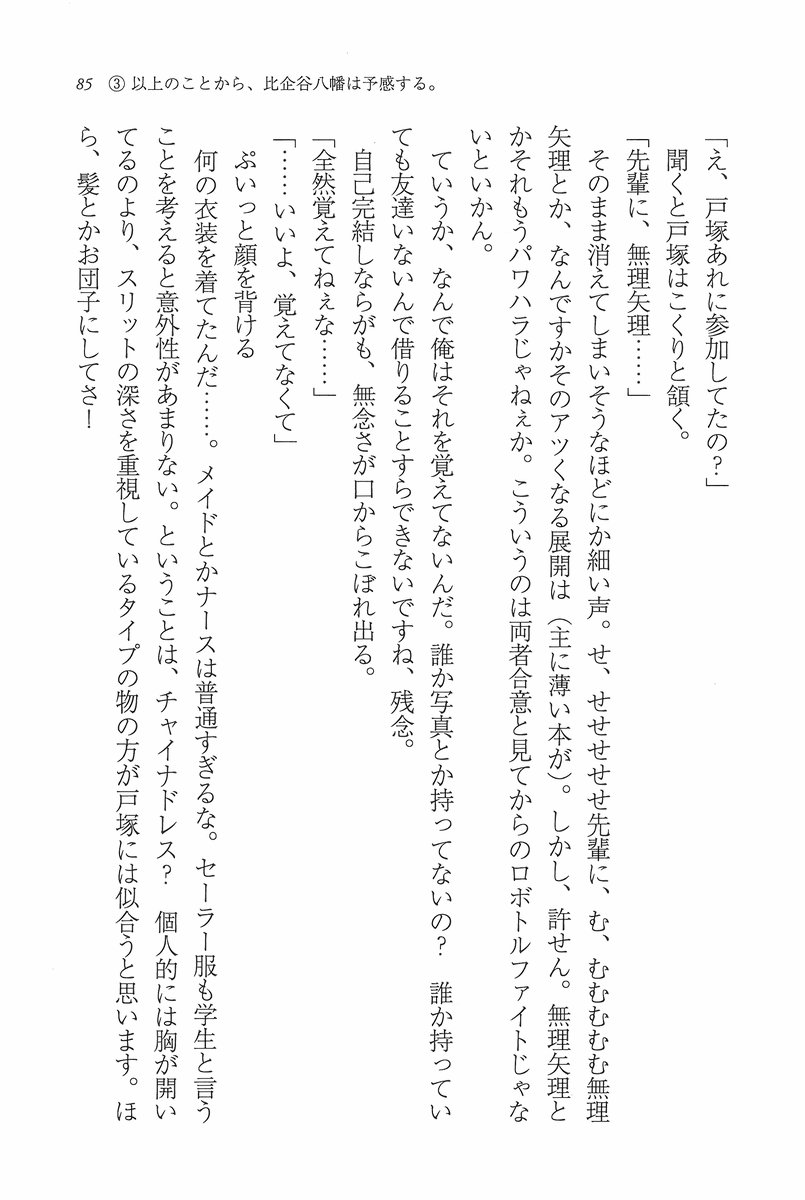 85　③ 以上のことから、比企谷八幡は予感する。
「え、戸塚あれに参加してたの？」
　聞くと戸塚はこくりと頷く。
「先輩に、無理矢理……」
　そのまま消えてしまいそうなほどにか細い声。せ、せせせせせ先輩に、む、むむむむむ無理
矢理とか、なんですかそのアツくなる展開は（主に薄い本が）。しかし、許せん。無理矢理と
かそれもうパワハラじゃねぇか。こういうのは両者合意と見てからのロボトルファイトじゃな
いといかん。
　ていうか、なんで俺はそれを覚えてないんだ。誰か写真とか持ってないの？　誰か持ってい
ても友達いないんで借りることすらできないですね、残念。
　自己完結しながらがも、無念さが口からこぼれ出る。
「全然覚えてねぇな……」
「……いいよ、覚えてなくて」
　ぷいっと顔を背ける
　何の衣装を着てたんだ……。メイドとかナースは普通すぎるな。セーラー服も学生と言う
ことを考えると意外性があまりない。ということは、チャイナドレス？　個人的には胸が開い
てるのより、スリットの深さを重視しているタイプの物の方が戸塚には似合うと思います。ほ
ら、髪とかお団子にしてさ！